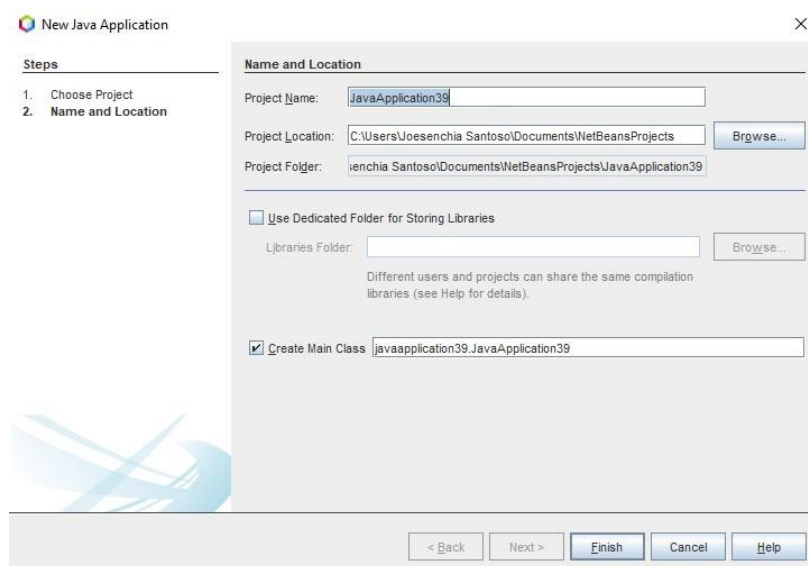 New Java Application
Steps
1. Choose Project
2. Name and Location
Name and Location
Project Name: JavaApplication39
Project Location: C:\Users\Joesenchia Santoso\Documents\NetBeansProjects Browse...
Project Folder: senchia Santoso\Documents\NetBeansProjects\JavaApplication39
Use Dedicated Folder for Storing Libraries
Libraries Folder: Browse...
Different users and projects can share the same compilation
libraries (see Help for details).
Create Main Class javaapplication39.JavaApplication39
< Back Next > Finish Cancel Help